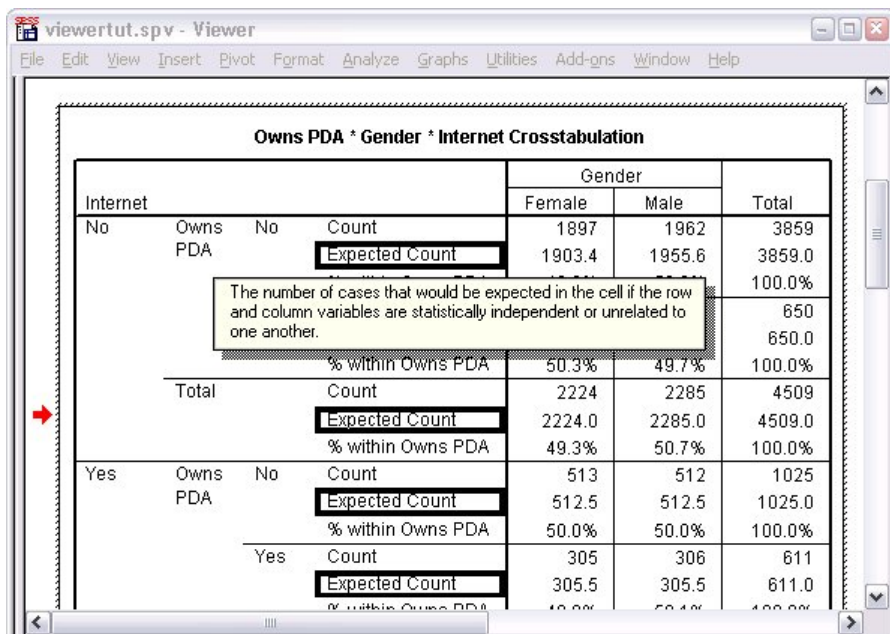 viewertut.spv - Viewer
File Edit View Insert Pivot Format Analyze Graphs Utilities Add-ons Window Help
Owns PDA * Gender * Internet Crosstabulation
Gender
Internet Female Male Total
No Owns PDA No Count 1897 1962 3859
Expected Count 1903.4 1955.6 3859.0
100.0%
The number of cases that would be expected in the cell if the row
and column variables are statistically independent or unrelated to
one another.
650
650.0
% within Owns PDA 50.3% 49.7% 100.0%
Total Count 2224 2285 4509
Expected Count 2224.0 2285.0 4509.0
% within Owns PDA 49.3% 50.7% 100.0%
Yes Owns PDA No Count 513 512 1025
Expected Count 512.5 512.5 1025.0
% within Owns PDA 50.0% 50.0% 100.0%
Yes Count 305 306 611
Expected Count 305.5 305.5 611.0
% within Owns PDA